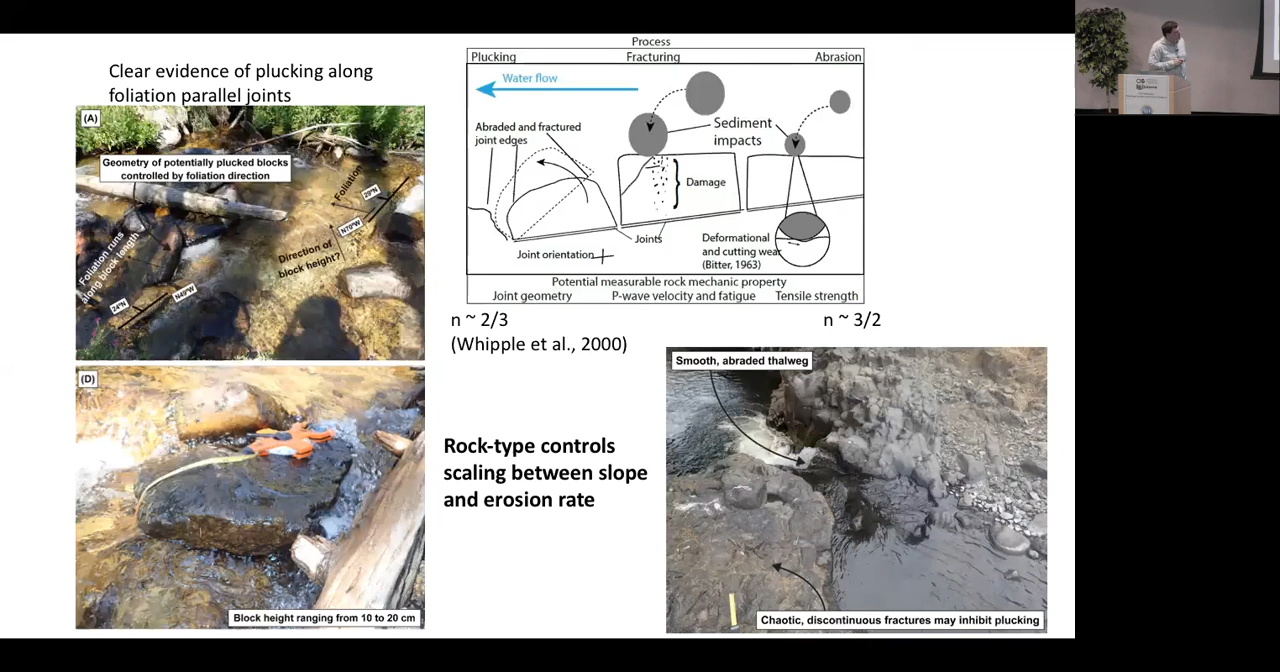 Clear evidence of plucking along
foliation parallel joints
(A)
Geometry of potentially plucked blocks
controlled by foliation direction
Foliation
29°N
N70°W
Direction of
block height?
Foliation runs
along block length
24°N
N49°W
(D)
Block height ranging from 10 to 20 cm
Process
Plucking Fracturing Abrasion
Water flow
Abraded and fractured
joint edges
Sediment
impacts
Damage
Joints
Joint orientation
Deformational
and cutting wear
(Bitter, 1963)
Potential measurable rock mechanic property
Joint geometry P-wave velocity and fatigue Tensile strength
n ~ 2/3 n ~ 3/2
(Whipple et al., 2000)
Rock-type controls
scaling between slope
and erosion rate
Smooth, abraded thalweg
Chaotic, discontinuous fractures may inhibit plucking